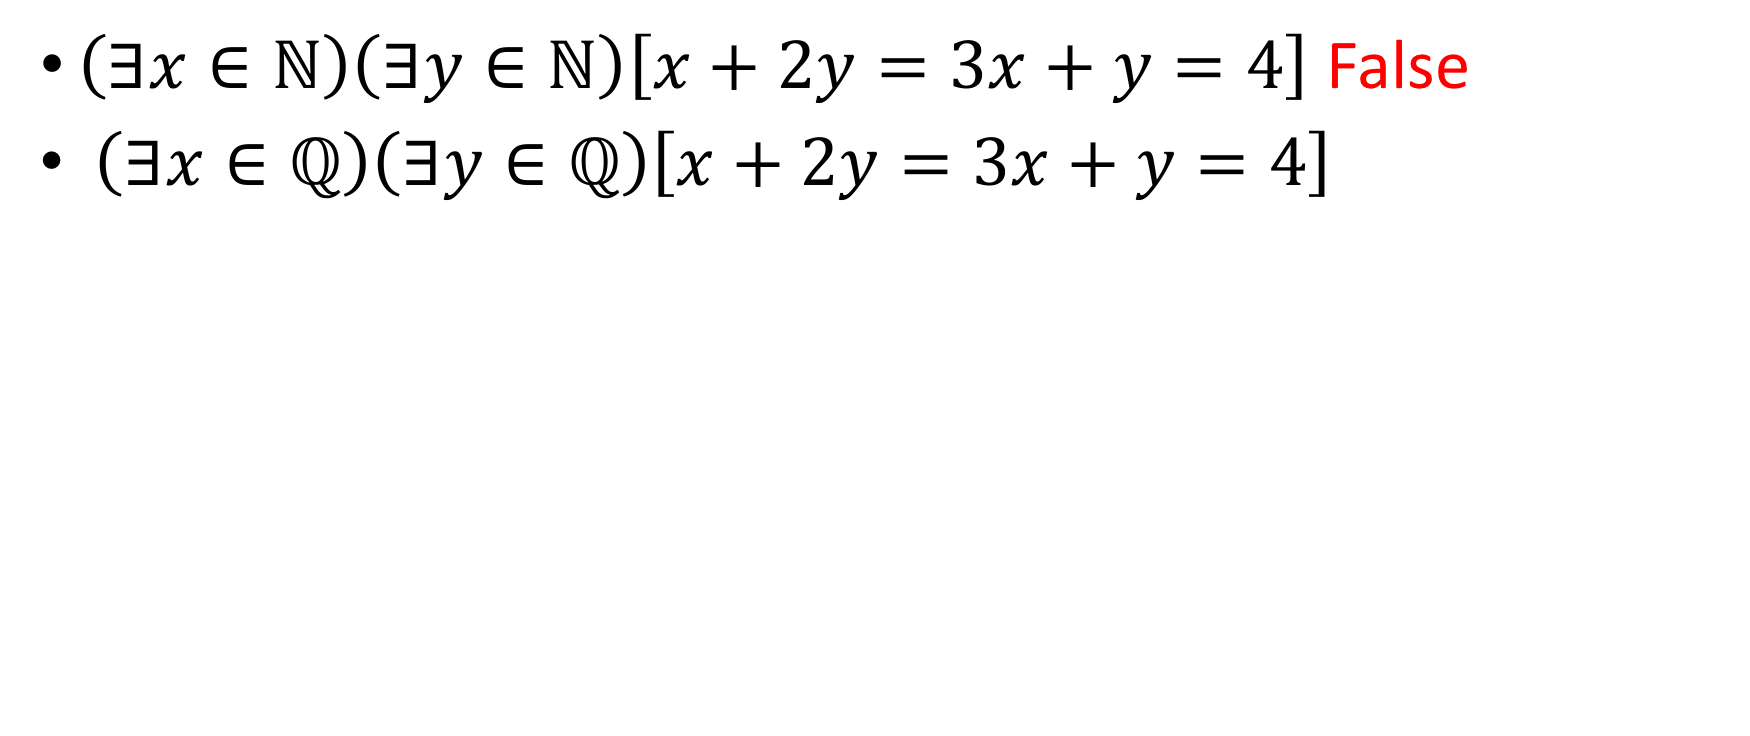 • (∃𝑥 ∈ ℕ)(∃𝑦 ∈ ℕ)[𝑥 + 2𝑦 = 3𝑥 + 𝑦 = 4] False
• (∃𝑥 ∈ ℚ)(∃𝑦 ∈ ℚ)[𝑥 + 2𝑦 = 3𝑥 + 𝑦 = 4]